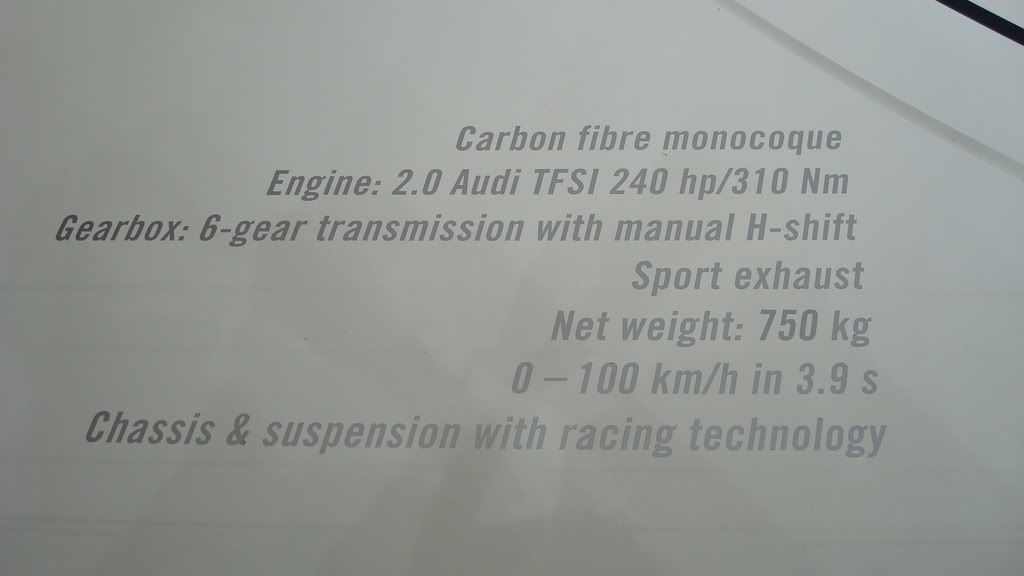 Carbon fibre monocoque
Engine: 2.0 Audi TFSI 240 hp/310 Nm
Gearbox: 6-gear transmission with manual H-shift
Sport exhaust
Net weight: 750 kg
0 – 100 km/h in 3.9 s
Chassis & suspension with racing technology